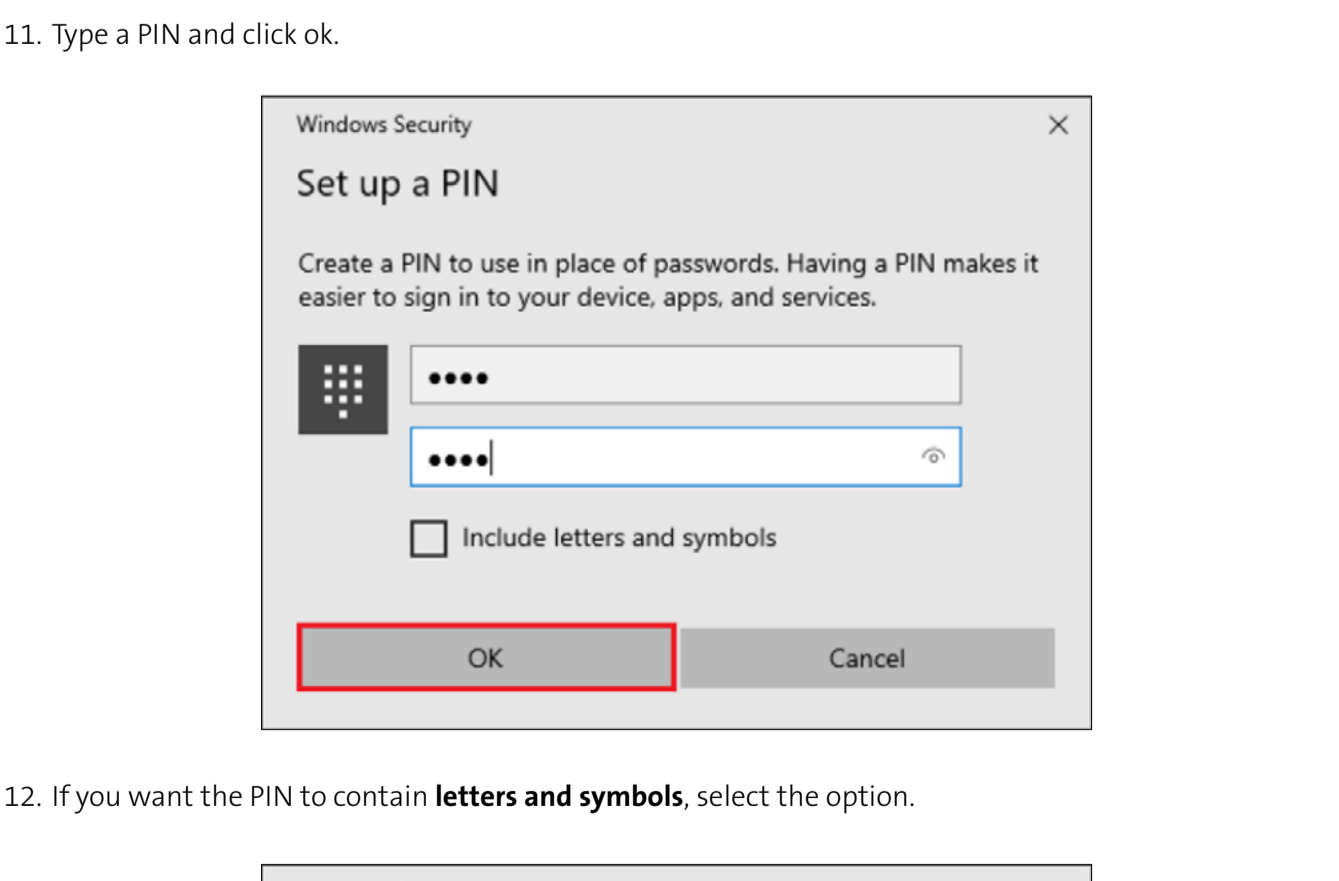 11. Type a PIN and click ok.
Windows Security
Set up a PIN
Create a PIN to use in place of passwords. Having a PIN makes it
easier to sign in to your device, apps, and services.
••••
••••
Include letters and symbols
OK
Cancel
12. If you want the PIN to contain letters and symbols, select the option.